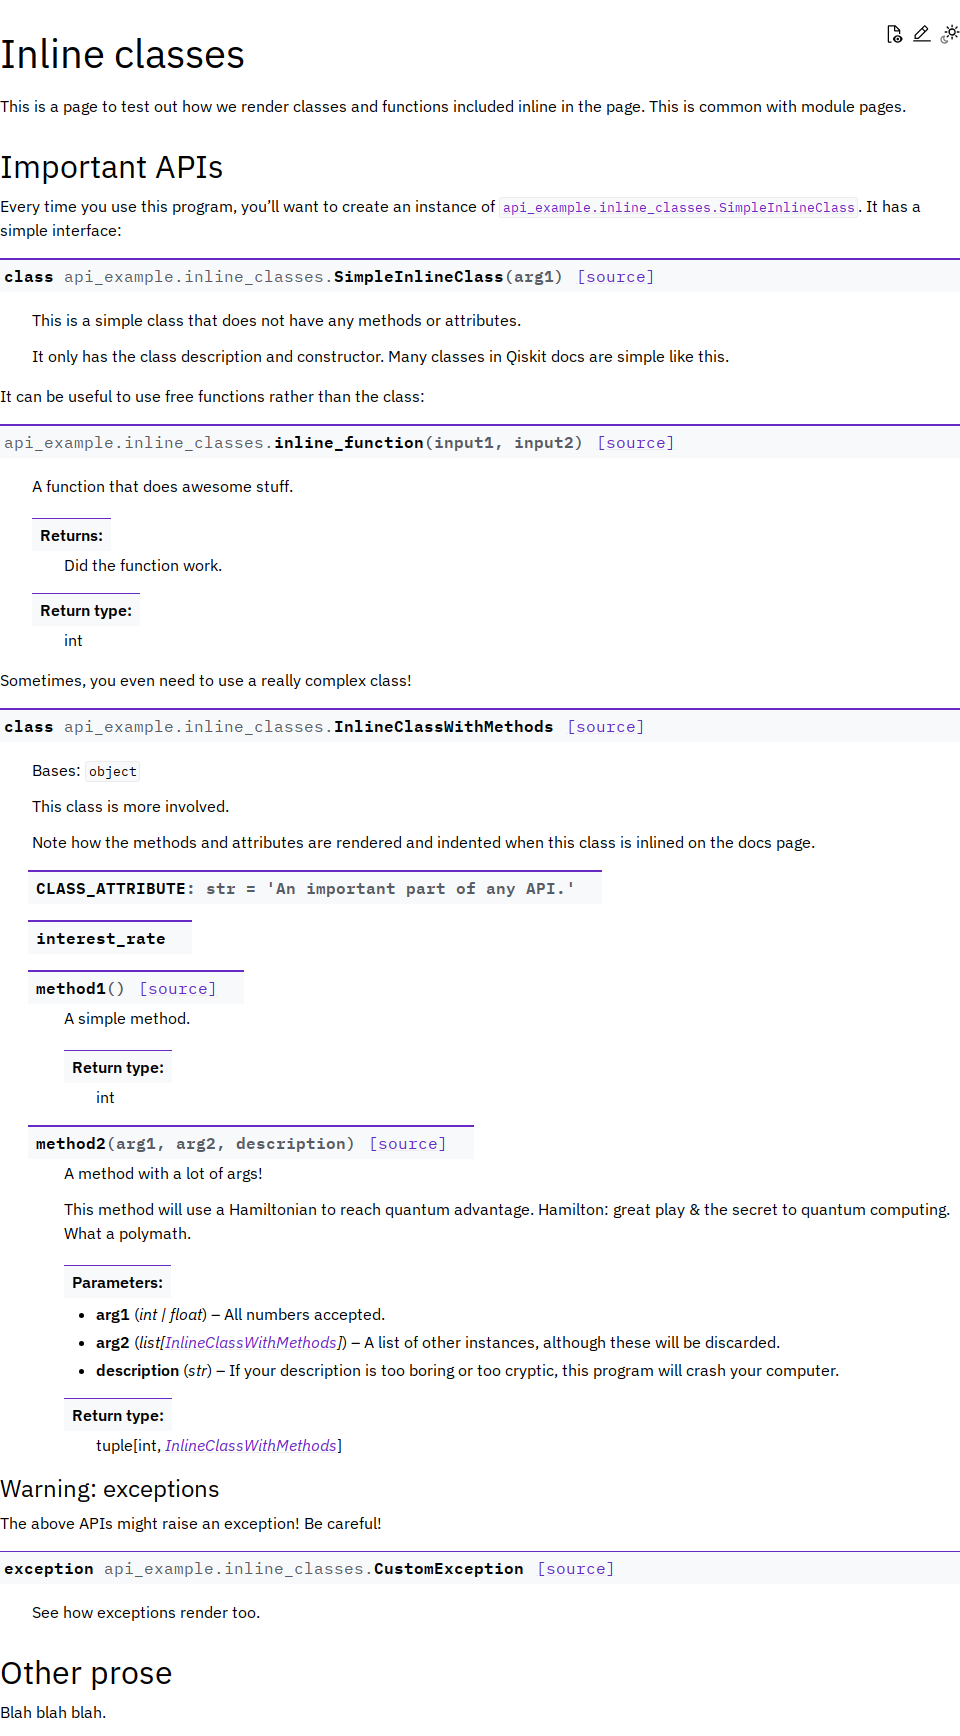 Inline classes
This is a page to test out how we render classes and functions included inline in the page. This is common with module pages.
Important APIs
Every time you use this program, you’ll want to create an instance of api_example.inline_classes.SimpleInlineClass. It has a
simple interface:
class api_example.inline_classes.SimpleInlineClass(arg1) [source]
This is a simple class that does not have any methods or attributes.
It only has the class description and constructor. Many classes in Qiskit docs are simple like this.
It can be useful to use free functions rather than the class:
api_example.inline_classes.inline_function(input1, input2) [source]
A function that does awesome stuff.
Returns:
Did the function work.
Return type:
int
Sometimes, you even need to use a really complex class!
class api_example.inline_classes.InlineClassWithMethods [source]
Bases: object
This class is more involved.
Note how the methods and attributes are rendered and indented when this class is inlined on the docs page.
CLASS_ATTRIBUTE: str = 'An important part of any API.'
interest_rate
method1() [source]
A simple method.
Return type:
int
method2(arg1, arg2, description) [source]
A method with a lot of args!
This method will use a Hamiltonian to reach quantum advantage. Hamilton: great play & the secret to quantum computing.
What a polymath.
Parameters:
• arg1 (int | float) – All numbers accepted.
• arg2 (list[InlineClassWithMethods]) – A list of other instances, although these will be discarded.
• description (str) – If your description is too boring or too cryptic, this program will crash your computer.
Return type:
tuple[int, InlineClassWithMethods]
Warning: exceptions
The above APIs might raise an exception! Be careful!
exception api_example.inline_classes.CustomException [source]
See how exceptions render too.
Other prose
Blah blah blah.